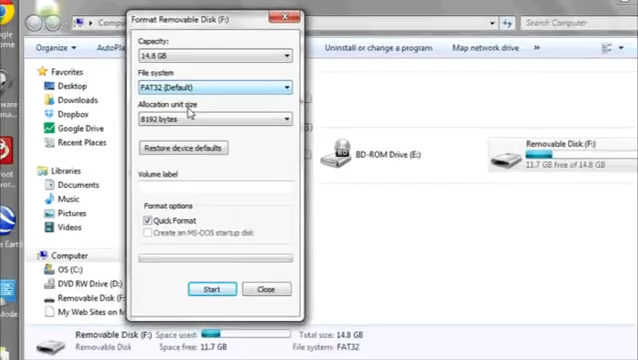 Format Removable Disk (F:)
Computer
Search Computer
Organize
AutoPla
Uninstall or change a program
Map network drive
»
Capacity:
14.8 GB
File system
FAT32 (Default)
Allocation unit size
8192 bytes
Restore device defaults
Volume label
Format options
Quick Format
Create an MS-DOS startup disk
Start
Close
Favorites
Desktop
Downloads
Dropbox
Google Drive
Recent Places
Libraries
Documents
Music
Pictures
Videos
Computer
OS (C:)
DVD RW Drive (D:)
Removable Disk (F:)
My Web Sites on M
BD
BD-ROM Drive (E:)
Removable Disk (F:)
11.7 GB free of 14.8 GB
Removable Disk (F:)
Space used:
Total size: 14.8 GB
Removable Disk
Space free: 11.7 GB
File system: FAT32